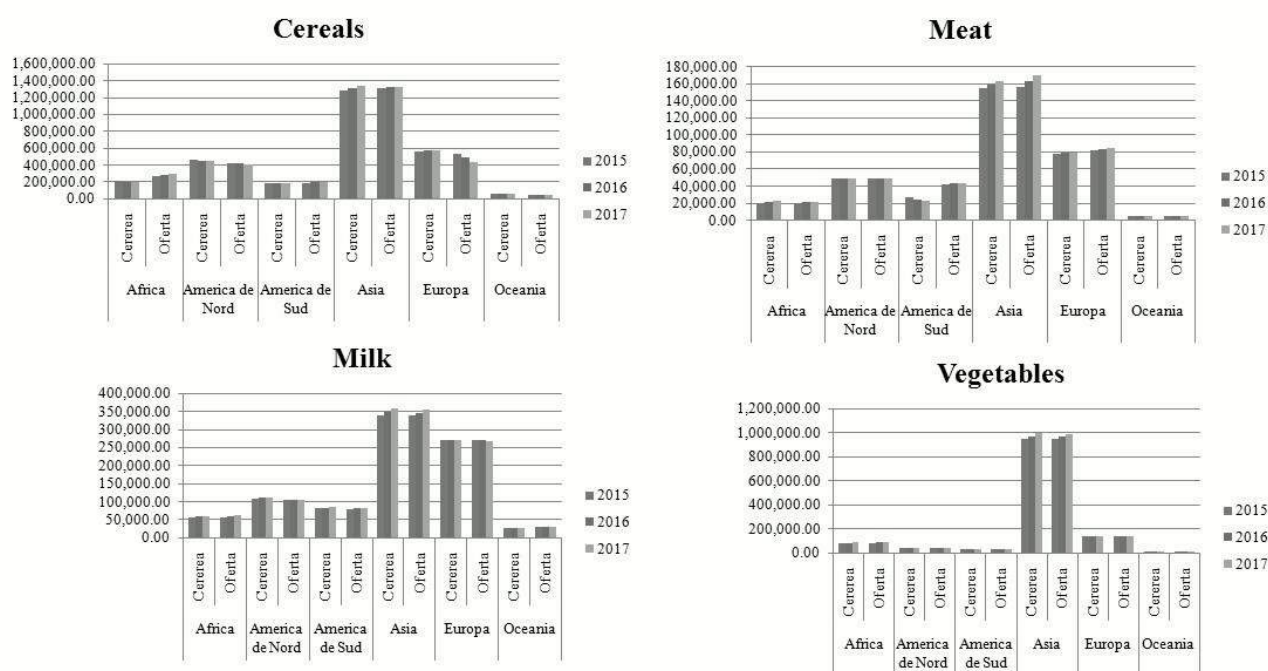 Cereals
1,600,000.00
1,400,000.00
1,200,000.00
1,000,000.00
800,000.00
600,000.00
400,000.00
200,000.00
0.00
Cererea
Oferta
Cererea
Oferta
Cererea
Oferta
Cererea
Oferta
Cererea
Oferta
Cererea
Oferta
Africa
America de
Nord
America de
Sud
Asia
Europa
Oceania
2015
2016
2017
Meat
180,000.00
160,000.00
140,000.00
120,000.00
100,000.00
80,000.00
60,000.00
40,000.00
20,000.00
0.00
Cererea
Oferta
Cererea
Oferta
Cererea
Oferta
Cererea
Oferta
Cererea
Oferta
Cererea
Oferta
Africa
America de
Nord
America de
Sud
Asia
Europa
Oceania
2015
2016
2017
Milk
400,000.00
350,000.00
300,000.00
250,000.00
200,000.00
150,000.00
100,000.00
50,000.00
0.00
Cererea
Oferta
Cererea
Oferta
Cererea
Oferta
Cererea
Oferta
Cererea
Oferta
Cererea
Oferta
Africa
America
de Nord
America
de Sud
Asia
Europa
Oceania
2015
2016
2017
Vegetables
1,200,000.00
1,000,000.00
800,000.00
600,000.00
400,000.00
200,000.00
0.00
Cererea
Oferta
Cererea
Oferta
Cererea
Oferta
Cererea
Oferta
Cererea
Oferta
Cererea
Oferta
Africa
America
de Nord
America
de Sud
Asia
Europa
Oceania
2015
2016
2017